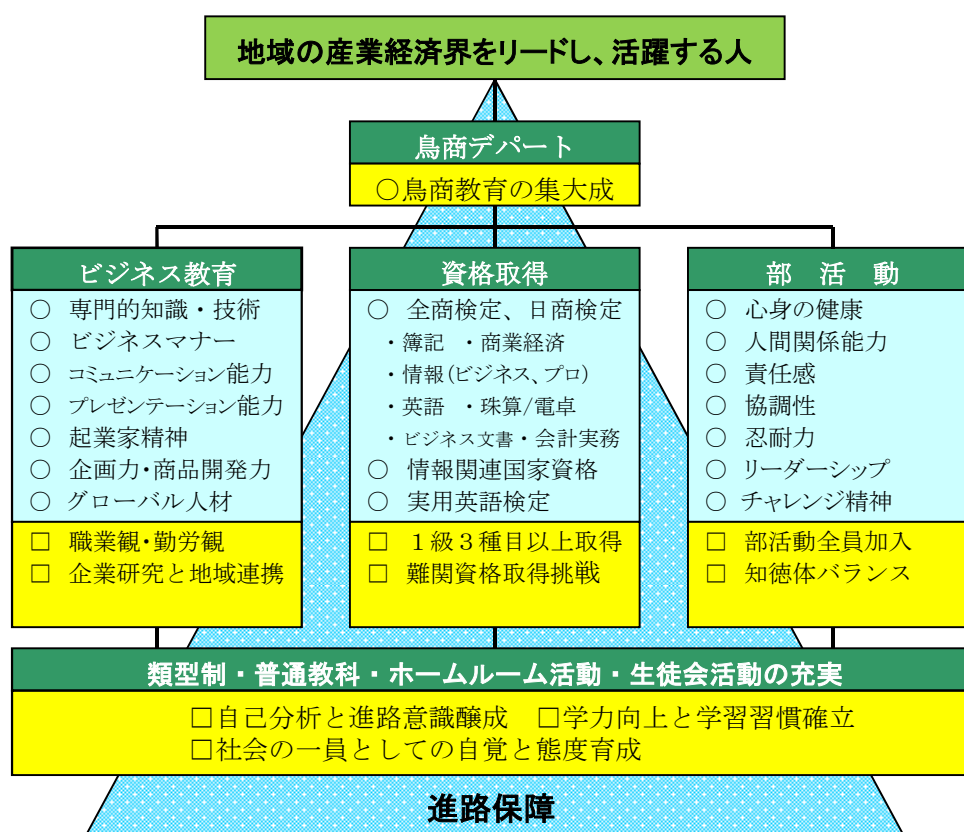 地域の産業経済界をリードし、活躍する人
鳥商デパート
○鳥商教育の集大成
ビジネス教育
○ 専門的知識・技術
○ ビジネスマナー
○ コミュニケーション能力
○ プレゼンテーション能力
○ 起業家精神
○ 企画力・商品開発力
○ グローバル人材
□ 職業観・勤労観
□ 企業研究と地域連携
資格取得
○ 全商検定、日商検定
・簿記 ・商業経済
・情報(ビジネス、プロ)
・英語 ・珠算/電卓
・ビジネス文書・会計実務
○ 情報関連国家資格
○ 実用英語検定
□ １級３種目以上取得
□ 難関資格取得挑戦
部 活 動
○ 心身の健康
○ 人間関係能力
○ 責任感
○ 協調性
○ 忍耐力
○ リーダーシップ
○ チャレンジ精神
□ 部活動全員加入
□ 知徳体バランス
類型制・普通教科・ホームルーム活動・生徒会活動の充実
□自己分析と進路意識醸成 □学力向上と学習習慣確立
□社会の一員としての自覚と態度育成
進路保障